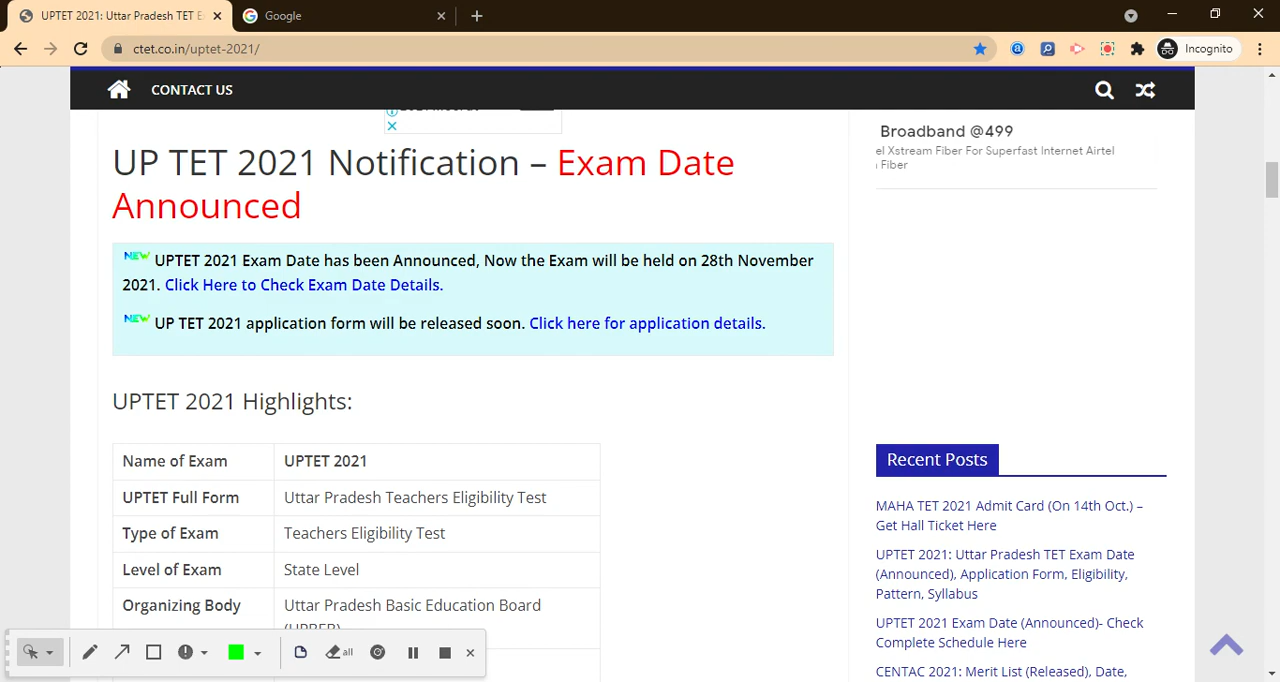 UPTET 2021: Uttar Pradesh TET E
Google
ctet.co.in/uptet-2021/
Incognito
CONTACT US
UP TET 2021 Notification – Exam Date
Announced
NEW UPTET 2021 Exam Date has been Announced, Now the Exam will be held on 28th November
2021. Click Here to Check Exam Date Details.
NEW UP TET 2021 application form will be released soon. Click here for application details.
UPTET 2021 Highlights:
Name of Exam UPTET 2021
UPTET Full Form Uttar Pradesh Teachers Eligibility Test
Type of Exam Teachers Eligibility Test
Level of Exam State Level
Organizing Body Uttar Pradesh Basic Education Board
all
Broadband @499
el Xstream Fiber For Superfast Internet Airtel
Fiber
Recent Posts
MAHA TET 2021 Admit Card (On 14th Oct.) –
Get Hall Ticket Here
UPTET 2021: Uttar Pradesh TET Exam Date
(Announced), Application Form, Eligibility,
Pattern, Syllabus
UPTET 2021 Exam Date (Announced)- Check
Complete Schedule Here
CENTAC 2021: Merit List (Released), Date,